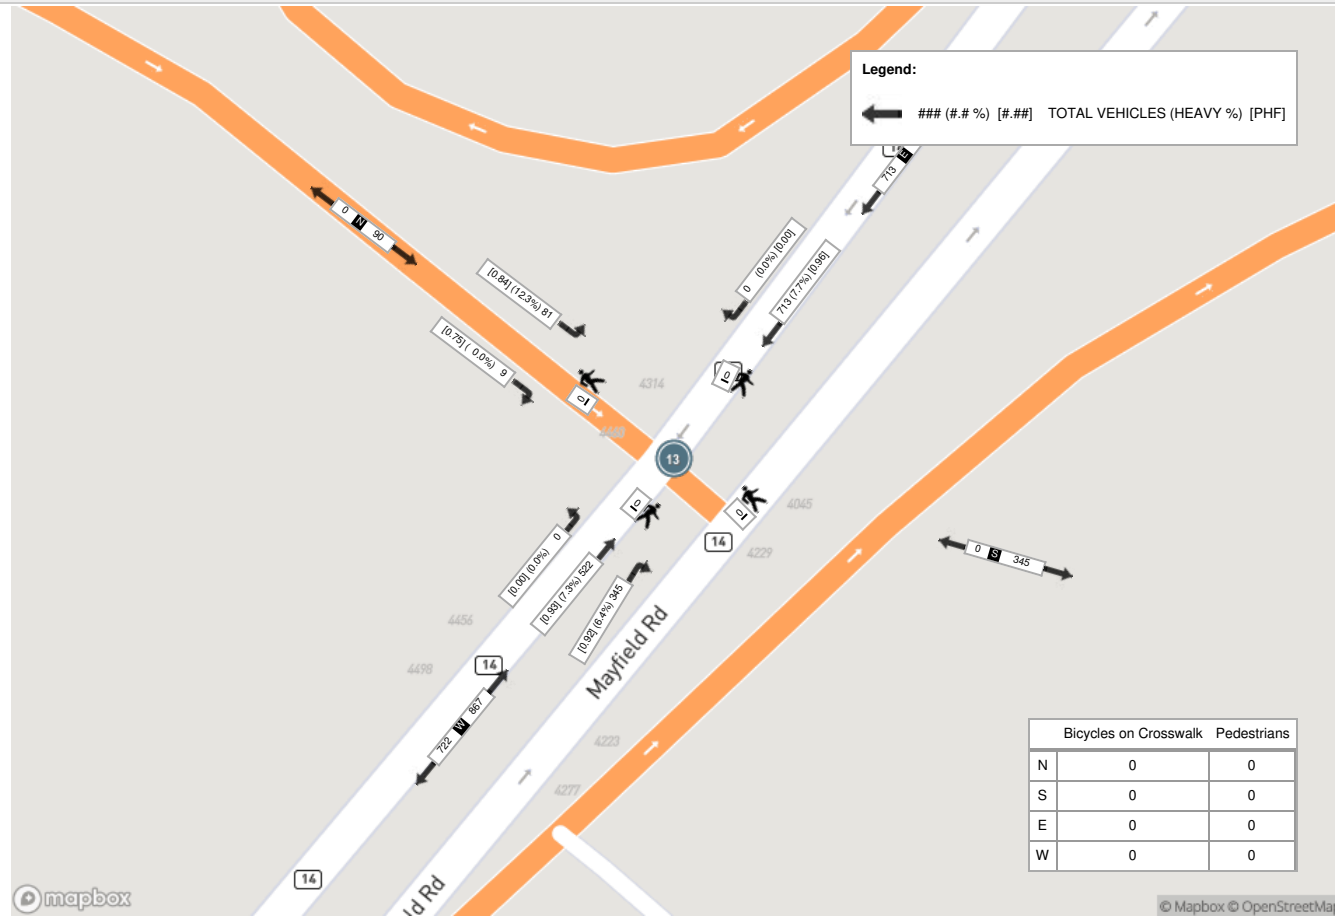 Legend:
### (#.# %) [#.##] TOTAL VEHICLES (HEAVY %) [PHF]
E
713
0 N 90
[0.84] (12.3%) 81
[0.75] ( 0.0%) 9
0 (0.0%) [0.00]
713 (7.7%) [0.96]
0
0
4314
13
0
0
4045
14
4229
0 S 345
[0.00] (0.0%) 0
[0.93] (7.3%) 522
[0.92] (6.4%) 345
4456
4498
14
Mayfield Rd
722 W 867
4223
4277
14
ld Rd
Bicycles on Crosswalk Pedestrians
N 0 0
S 0 0
E 0 0
W 0 0
mapbox
© Mapbox © OpenStreetMap